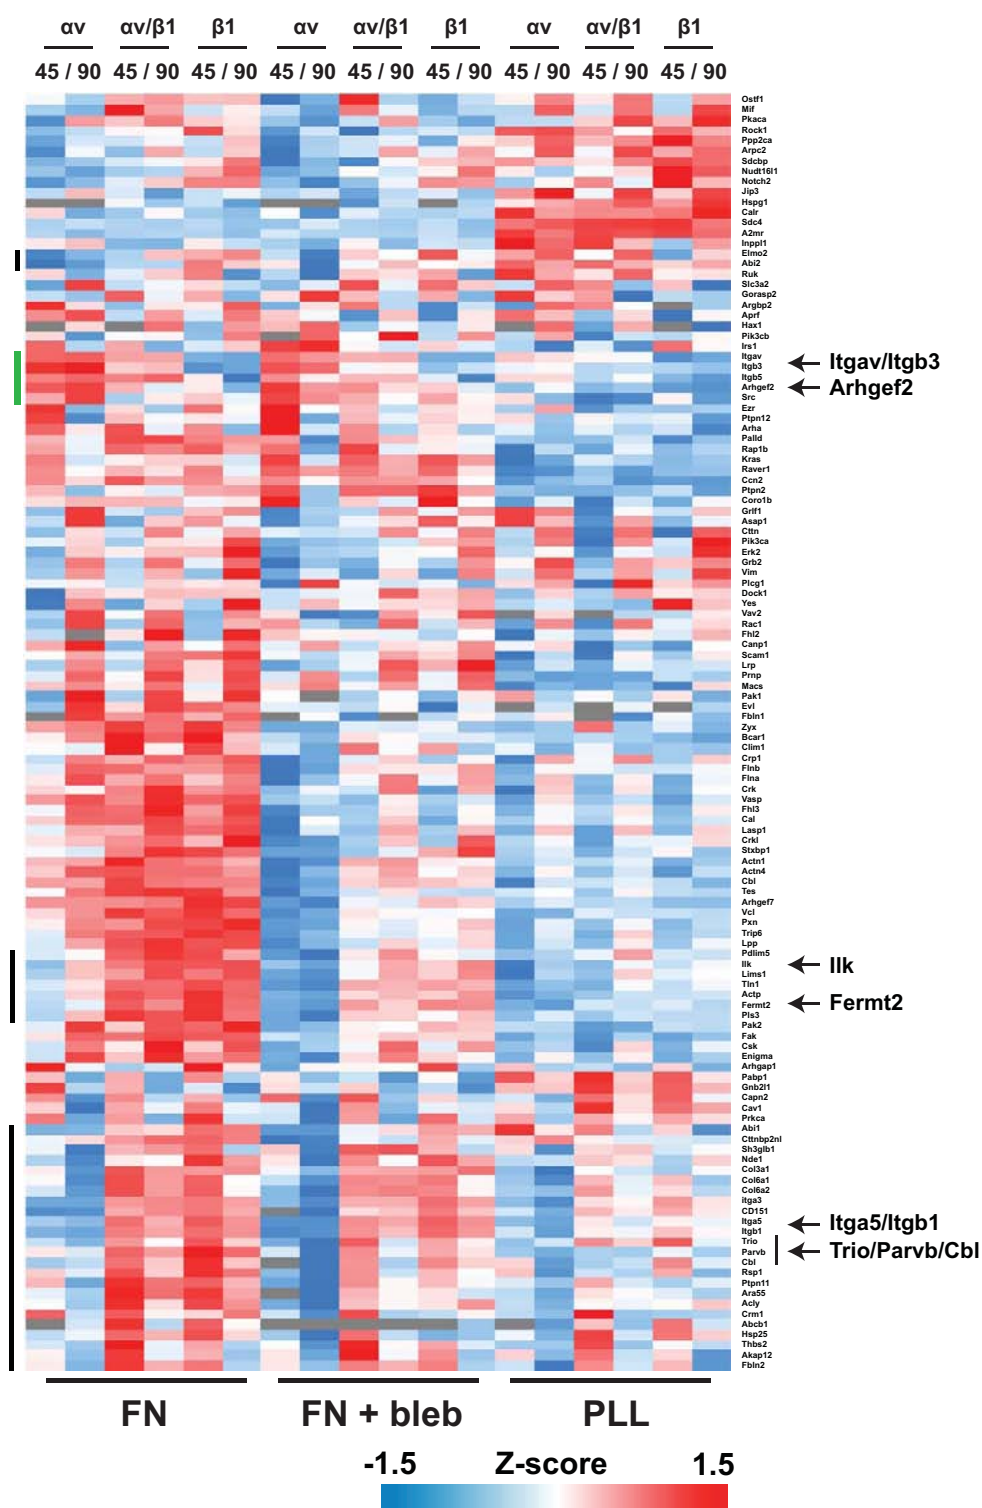 αv αv/β1 β1 αv αv/β1 β1 αv αv/β1 β1
45 / 90 45 / 90 45 / 90 45 / 90 45 / 90 45 / 90 45 / 90 45 / 90 45 / 90
Ostf1
Mif
Pkaca
Rock1
Ppp2ca
Arpc2
Sdcbp
Nudt16l1
Notch2
Jip3
Hspg1
Calr
Sdc4
A2mr
Inppl1
Elmo2
Abi2
Ruk
Slc3a2
Gorasp2
Argbp2
Aprf
Hax1
Pik3cb
Irs1
Itgav
Itgb3
Itgav/Itgb3
Itgb5
Arhgef2
Arhgef2
Src
Ezr
Ptpn12
Arha
Palld
Rap1b
Kras
Raver1
Ccn2
Ptpn2
Coro1b
Grlf1
Asap1
Cttn
Pik3ca
Erk2
Grb2
Vim
Plcg1
Dock1
Yes
Vav2
Rac1
Fhl2
Canp1
Scam1
Lrp
Prnp
Macs
Pak1
Evl
Fbln1
Zyx
Bcar1
Clim1
Crp1
Flnb
Flna
Crk
Vasp
Fhl3
Cal
Lasp1
Crkl
Stxbp1
Actn1
Actn4
Cbl
Tes
Arhgef7
Vcl
Pxn
Trip6
Lpp
Pdlim5
Ilk
Ilk
Lims1
Tln1
Actp
Fermt2
Fermt2
Pls3
Pak2
Fak
Csk
Enigma
Arhgap1
Pabp1
Gnb2l1
Capn2
Cav1
Prkca
Abi1
Cttnbp2nl
Sh3glb1
Nde1
Col3a1
Col6a1
Col6a2
itga3
CD151
Itga5
Itga5/Itgb1
Itgb1
Trio
Parvb
Trio/Parvb/Cbl
Cbl
Rsp1
Ptpn11
Ara55
Acly
Crm1
Abcb1
Hsp25
Thbs2
Akap12
Fbln2
FN FN + bleb PLL
-1.5 Z-score 1.5